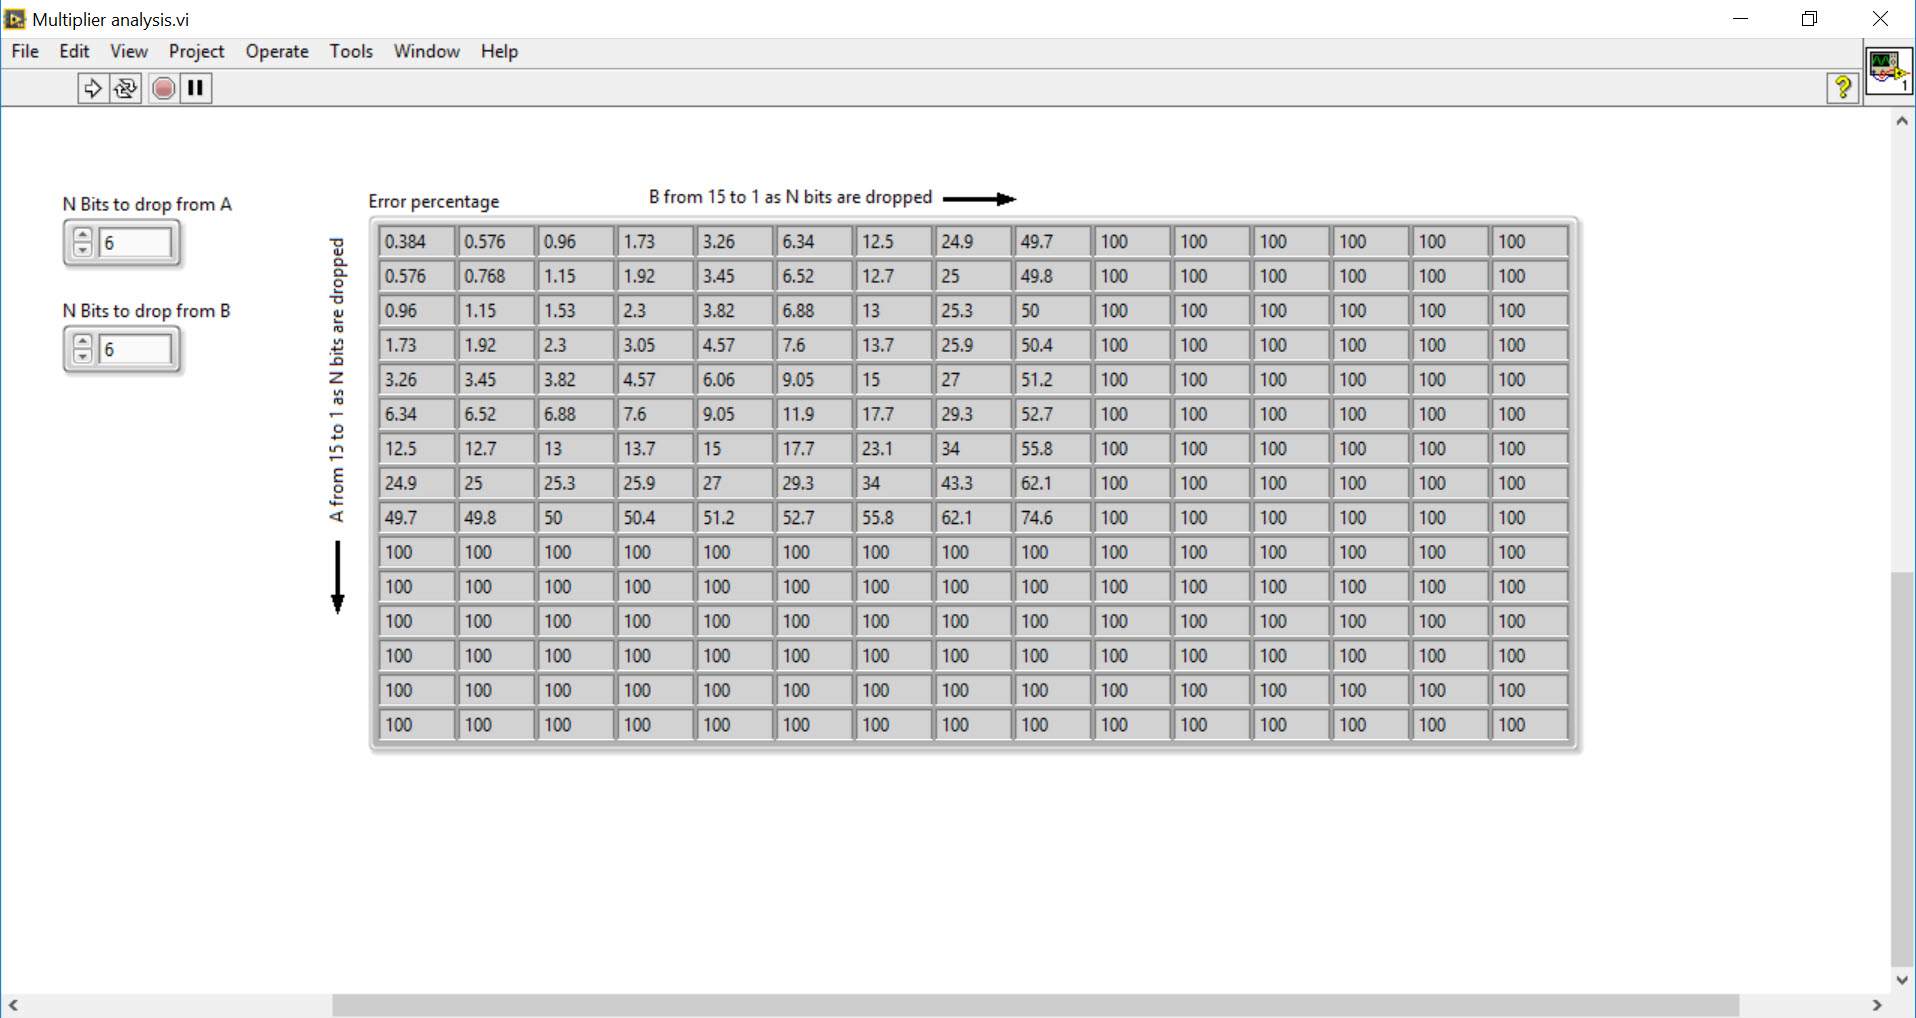 Multiplier analysis.vi
File Edit View Project Operate Tools Window Help
? 1
N Bits to drop from A
6
N Bits to drop from B
6
Error percentage
B from 15 to 1 as N bits are dropped
A from 15 to 1 as N bits are dropped
0.384 0.576 0.96 1.73 3.26 6.34 12.5 24.9 49.7 100 100 100 100 100 100
0.576 0.768 1.15 1.92 3.45 6.52 12.7 25 49.8 100 100 100 100 100 100
0.96 1.15 1.53 2.3 3.82 6.88 13 25.3 50 100 100 100 100 100 100
1.73 1.92 2.3 3.05 4.57 7.6 13.7 25.9 50.4 100 100 100 100 100 100
3.26 3.45 3.82 4.57 6.06 9.05 15 27 51.2 100 100 100 100 100 100
6.34 6.52 6.88 7.6 9.05 11.9 17.7 29.3 52.7 100 100 100 100 100 100
12.5 12.7 13 13.7 15 17.7 23.1 34 55.8 100 100 100 100 100 100
24.9 25 25.3 25.9 27 29.3 34 43.3 62.1 100 100 100 100 100 100
49.7 49.8 50 50.4 51.2 52.7 55.8 62.1 74.6 100 100 100 100 100 100
100 100 100 100 100 100 100 100 100 100 100 100 100 100 100
100 100 100 100 100 100 100 100 100 100 100 100 100 100 100
100 100 100 100 100 100 100 100 100 100 100 100 100 100 100
100 100 100 100 100 100 100 100 100 100 100 100 100 100 100
100 100 100 100 100 100 100 100 100 100 100 100 100 100 100
100 100 100 100 100 100 100 100 100 100 100 100 100 100 100